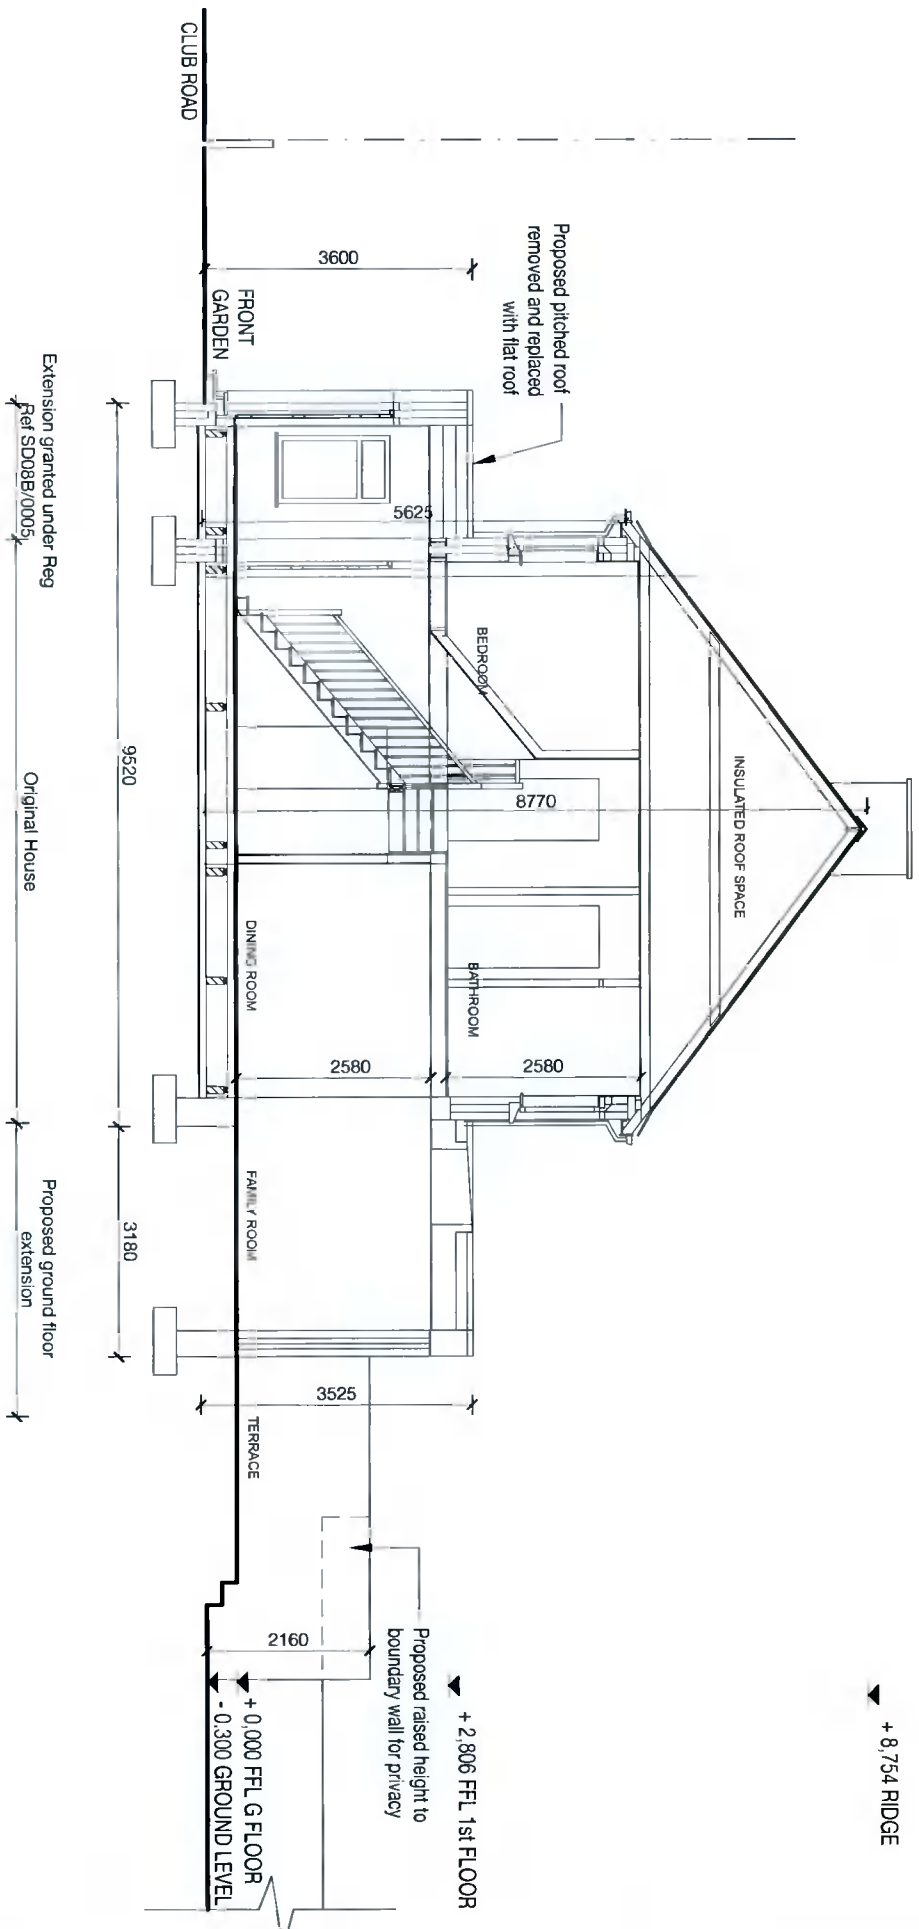 + 8,754 RIDGE
+ 2,806 FFL 1st FLOOR
Proposed raised height to
boundary wall for privacy
+ 0,000 FFL G FLOOR
- 0.300 GROUND LEVEL
2160
INSULATED ROOF SPACE
8770
BEDROOM
BATHROOM
2580
2580
5625
Proposed pitched roof
removed and replaced
with flat roof
3600
CLUB ROAD
FRONT
GARDEN
DINING ROOM
FAMILY ROOM
3525
TERRACE
9520
3180
Extension granted under Reg
Ref SD08B/0005
Original House
Proposed ground floor
extension